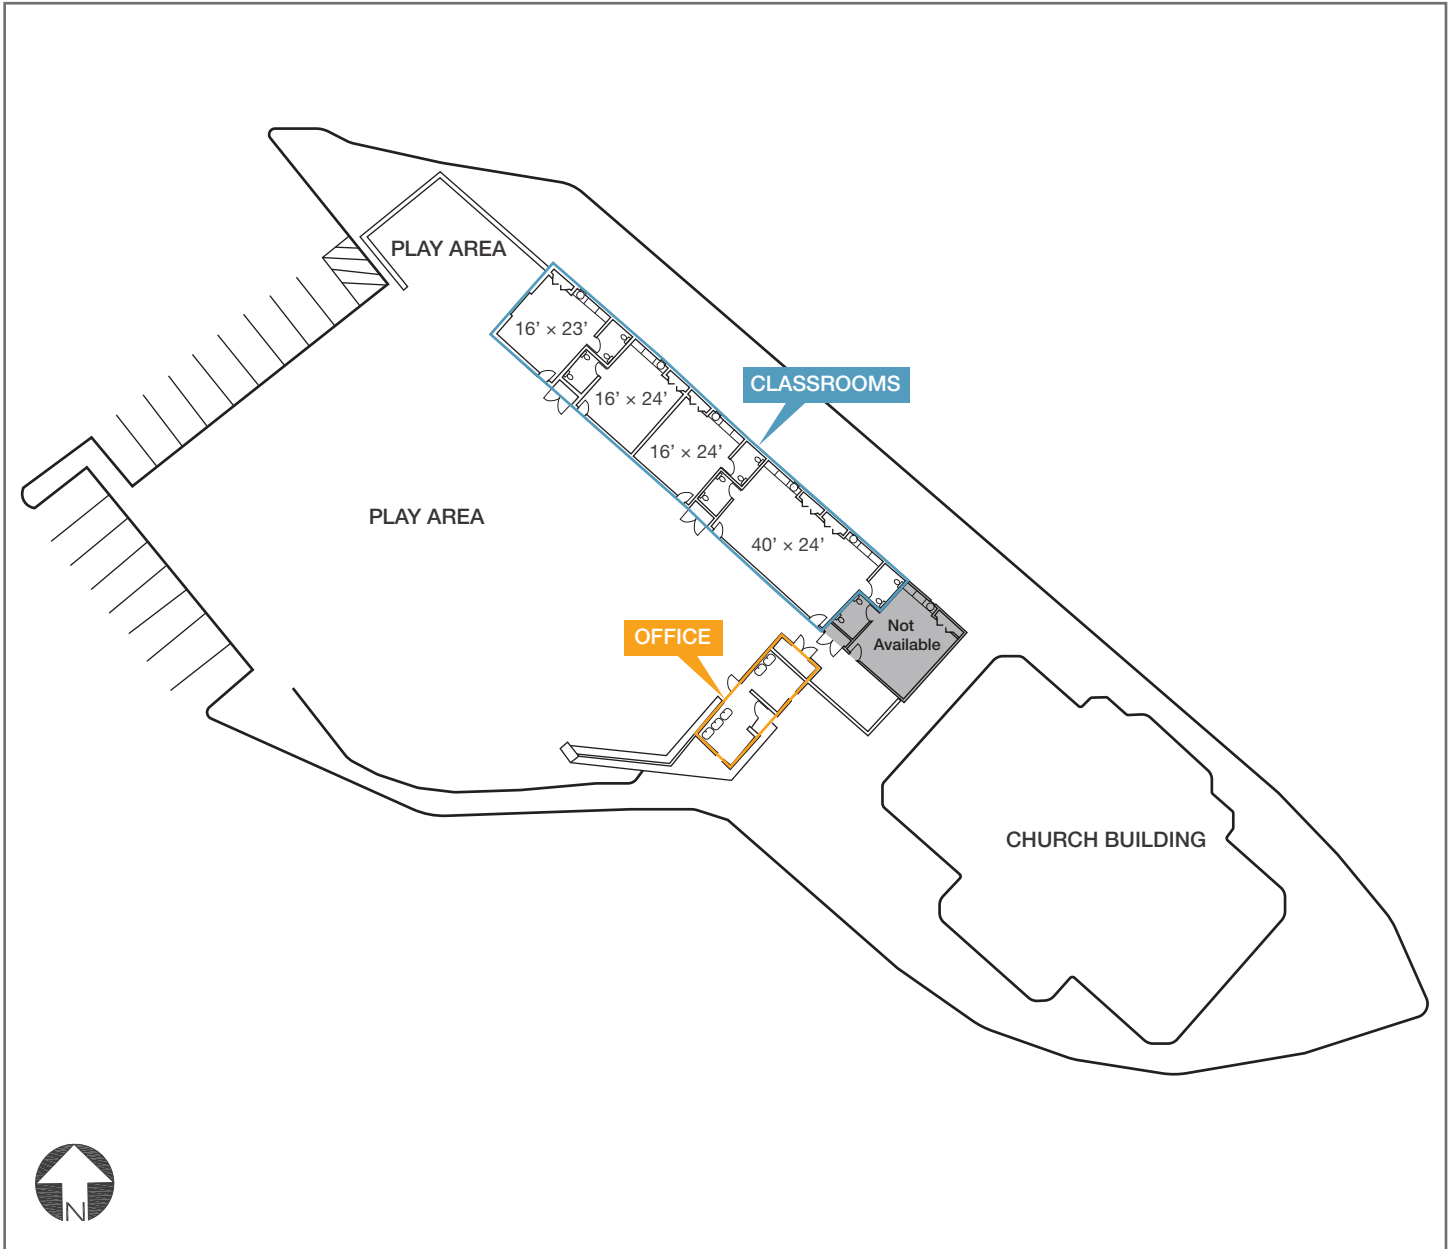 PLAY AREA
16’ × 23’
CLASSROOMS
16’ × 24’
16’ × 24’
PLAY AREA
40’ × 24’
Not
Available
OFFICE
CHURCH BUILDING
N